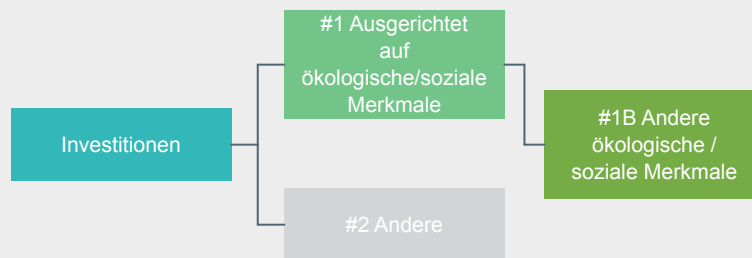 #1 Ausgerichtet
auf
ökologische/soziale
Merkmale
Investitionen
#1B Andere
ökologische /
soziale Merkmale
#2 Andere